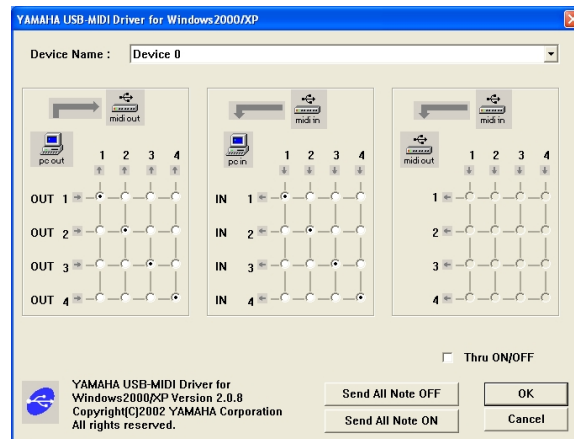 YAMAHA USB-MIDI Driver for Windows2000/XP
Device Name : Device 0
midi out
pc out
1 2 3 4
OUT 1
OUT 2
OUT 3
OUT 4
midi in
pc in
1 2 3 4
IN 1
IN 2
IN 3
IN 4
midi in
midi out
1 2 3 4
1
2
3
4
Thru ON/OFF
YAMAHA USB-MIDI Driver for
Windows2000/XP Version 2.0.8
Copyright(C)2002 YAMAHA Corporation
All rights reserved.
Send All Note OFF
OK
Send All Note ON
Cancel